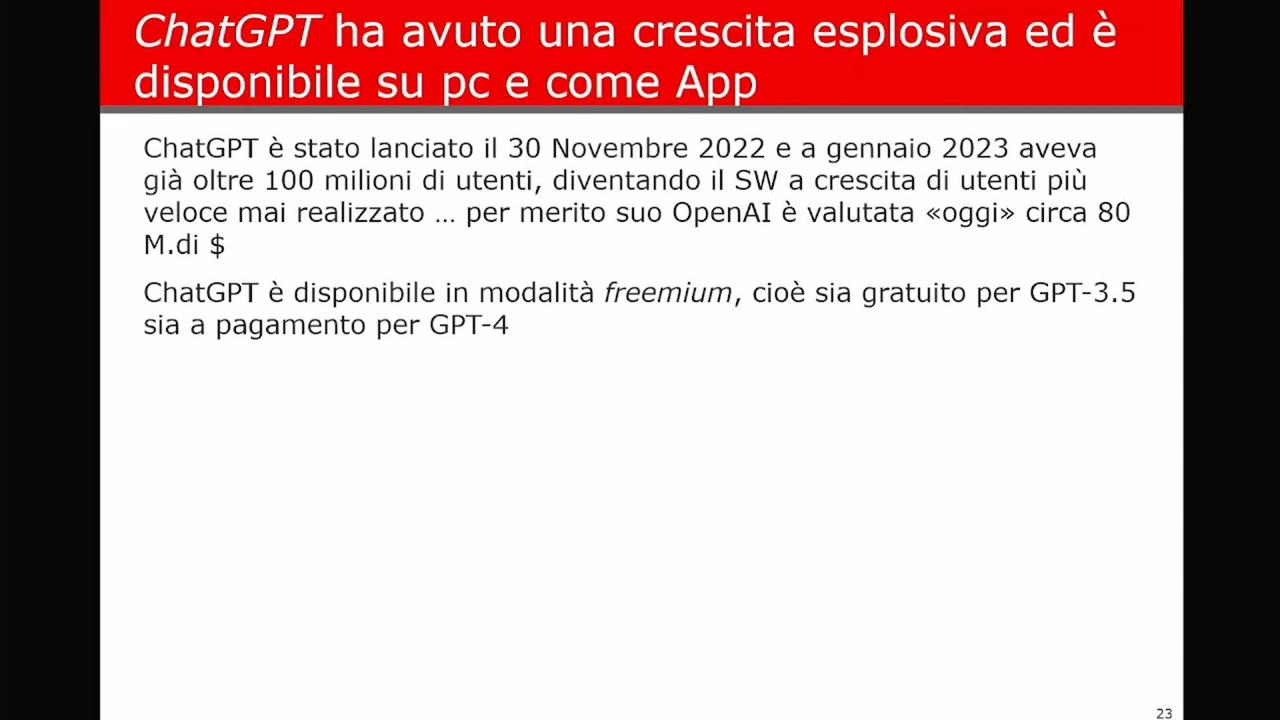 ChatGPT ha avuto una crescita esplosiva ed è
disponibile su pc e come App
ChatGPT è stato lanciato il 30 Novembre 2022 e a gennaio 2023 aveva
già oltre 100 milioni di utenti, diventando il SW a crescita di utenti più
veloce mai realizzato … per merito suo OpenAI è valutata «oggi» circa 80
M.di $
ChatGPT è disponibile in modalità freemium, cioè sia gratuito per GPT-3.5
sia a pagamento per GPT-4
23